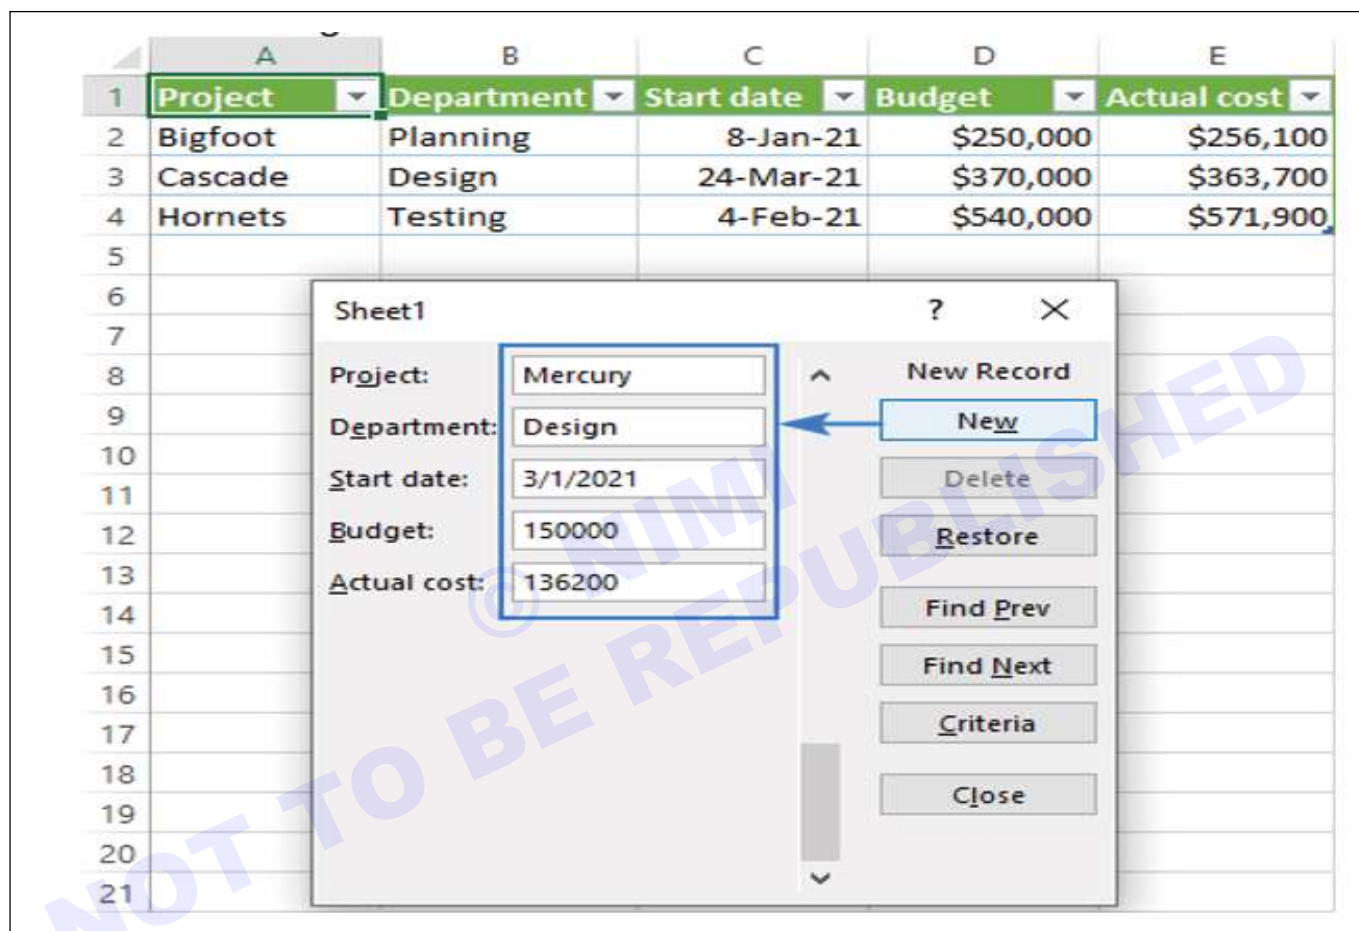 A B C D E
1 Project Department Start date Budget Actual cost
2 Bigfoot Planning 8-Jan-21 $250,000 $256,100
3 Cascade Design 24-Mar-21 $370,000 $363,700
4 Hornets Testing 4-Feb-21 $540,000 $571,900
5
6
7
8
9
10
11
12
13
14
15
16
17
18
19
20
21
Sheet1 ?
Project: Mercury
Department: Design
Start date: 3/1/2021
Budget: 150000
Actual cost: 136200
New Record
New
Delete
Restore
Find Prev
Find Next
Criteria
Close
© NIMI
NOT TO BE REPUBLISHED